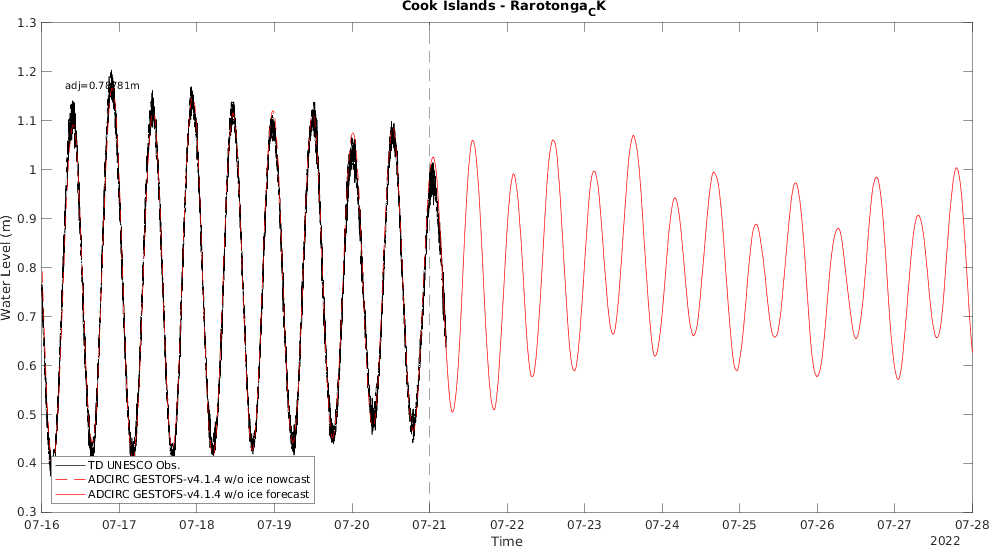 Cook Islands - Rarotonga_CK
1.3
1.2
1.1
1
0.9
0.8
0.7
0.6
0.5
0.4
0.3
Water Level (m)
adj=0.78781m
TD UNESCO Obs.
ADCIRC GESTOFS-v4.1.4 w/o ice nowcast
ADCIRC GESTOFS-v4.1.4 w/o ice forecast
07-16 07-17 07-18 07-19 07-20 07-21 07-22 07-23 07-24 07-25 07-26 07-27 07-28
Time
2022